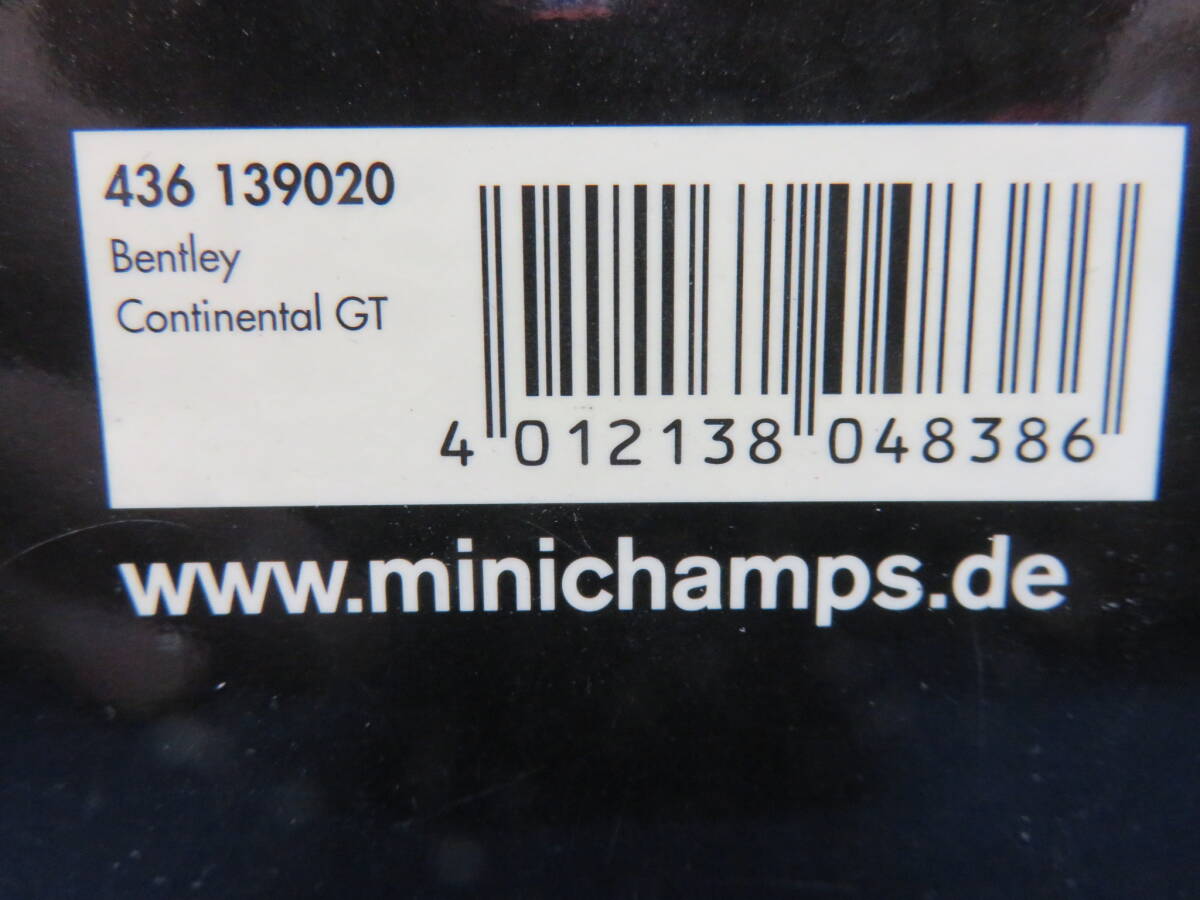 436 139020
Bentley
Continental GT
4 012138 048386
www.minichamps.de